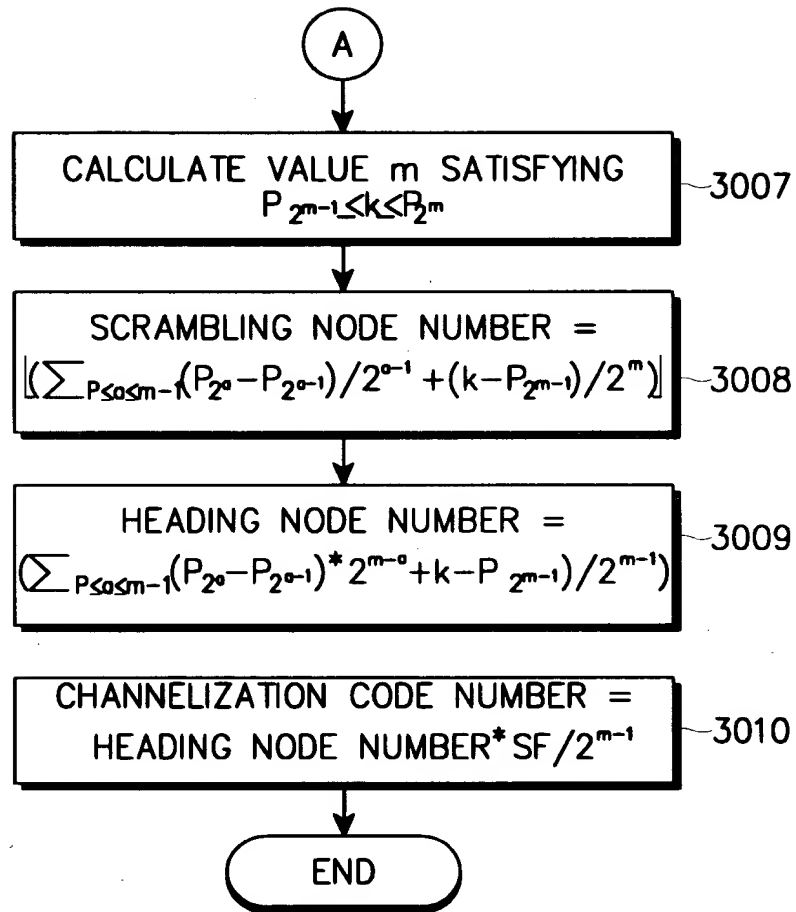 A
CALCULATE VALUE m SATISFYING
P₂ᵐ⁻¹≤k≤P₂ᵐ
3007
SCRAMBLING NODE NUMBER =
⌊(∑P≤a≤m-1(P₂ᵃ-P₂ᵃ⁻¹)/2ᵃ⁻¹+(k-P₂ᵐ⁻¹)/2ᵐ)⌋
3008
HEADING NODE NUMBER =
(∑P≤a≤m-1(P₂ᵃ-P₂ᵃ⁻¹)*2ᵐ⁻ᵃ+k-P₂ᵐ⁻¹)/2ᵐ⁻¹)
3009
CHANNELIZATION CODE NUMBER =
HEADING NODE NUMBER*SF/2ᵐ⁻¹
3010
END